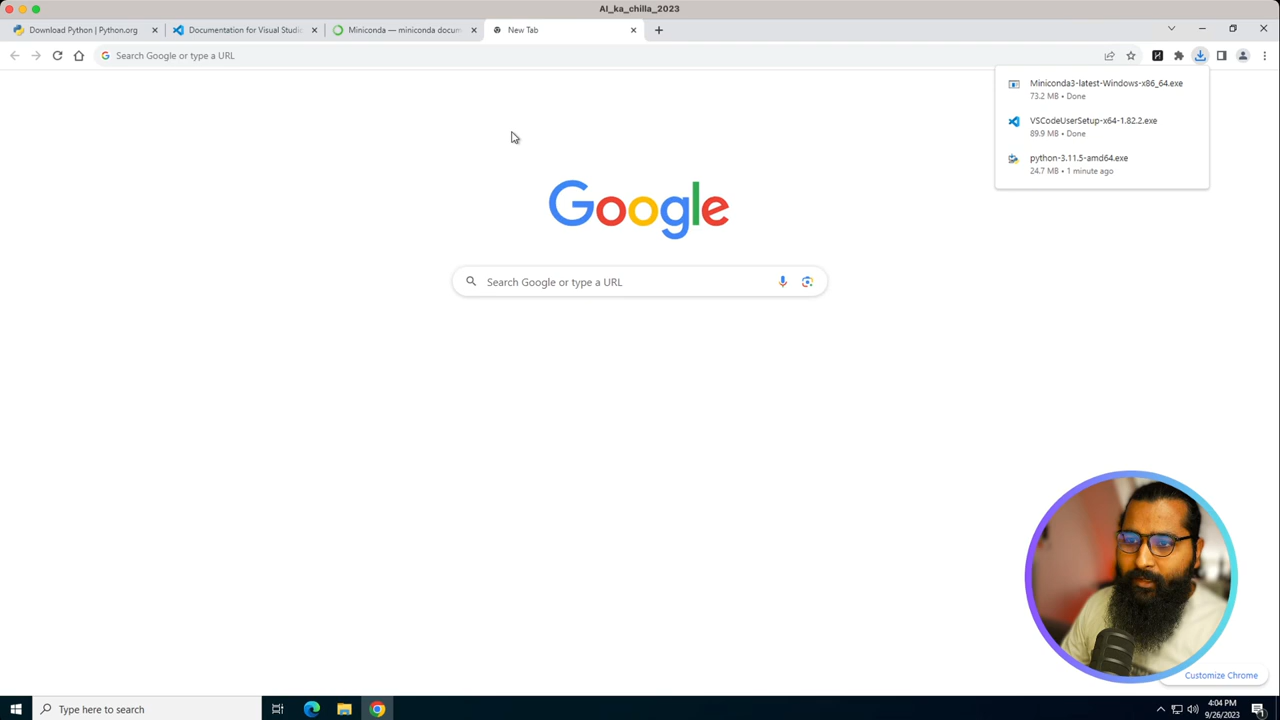 AI_ka_chilla_2023
Download Python | Python.org
Documentation for Visual Studi
Miniconda — miniconda docum
New Tab
Search Google or type a URL
Miniconda3-latest-Windows-x86_64.exe
73.2 MB • Done
VSCodeUserSetup-x64-1.82.2.exe
89.9 MB • Done
python-3.11.5-amd64.exe
24.7 MB • 1 minute ago
Google
Search Google or type a URL
Customize Chrome
Type here to search
4:04 PM
9/26/2023
1